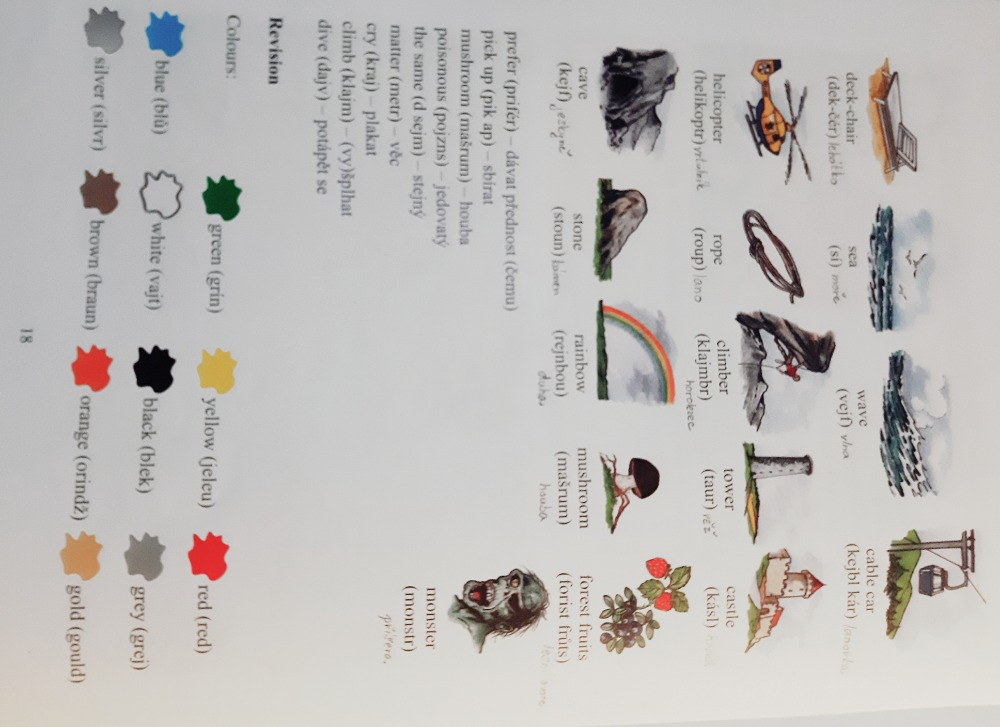 deck-chair sea wave cable car
(dek-čér) lehátko (sí) moře (vejf) vlna (kejbl kár) lanovka
helicopter rope climber tower castle
(helikoptr) vrtulník (roup) lano (klajmbr) (taur) věž (kásl) hrad
horolezec
cave stone rainbow mushroom forest fruits
(kejf) jeskyně (stoun) kámen (rejnbou) (mašrum) (forist frúts)
duha houba
prefer (prifér) – dávat přednost (čemu)
pick up (pik ap) – sbírat
mushroom (mašrum) – houba
poisonous (pojzns) – jedovatý
the same (d sejm) – stejný
matter (metr) – věc
cry (kraj) – plakat
climb (klajm) – (vy)šplhat
dive (dajv) – potápět se
monster
(monstr)
příšera
Revision
Colours:
green (grín) yellow (jeleu) red (red)
blue (blú) white (vajt) black (blek) grey (grej)
silver (silvr) brown (braun) orange (orindž) gold (gould)
18